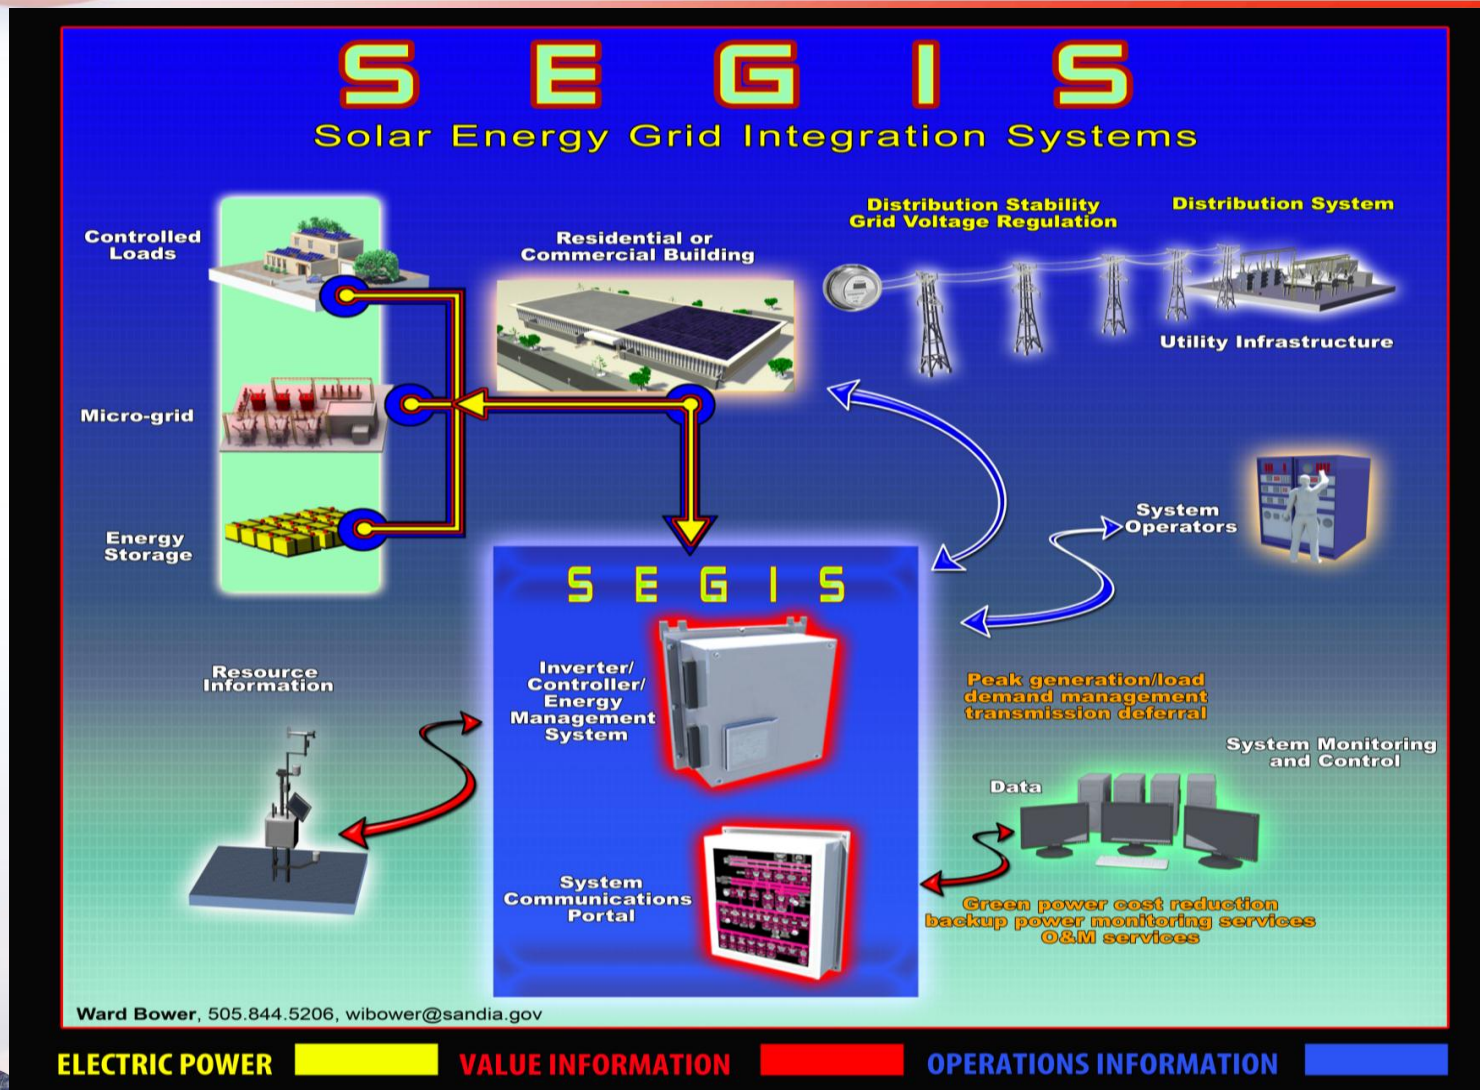 S E G I S
Solar Energy Grid Integration Systems
Controlled
Loads
Residential or
Commercial Building
Distribution Stability
Grid Voltage Regulation
Distribution System
Utility Infrastructure
Micro-grid
Energy
Storage
System
Operators
S E G I S
Resource
Information
Inverter/
Controller/
Energy
Management
System
Peak generation/load
demand management
transmission deferral
System Monitoring
and Control
Data
System
Communications
Portal
Green power cost reduction
backup power monitoring services
O&M services
Ward Bower, 505.844.5206, wibower@sandia.gov
ELECTRIC POWER
VALUE INFORMATION
OPERATIONS INFORMATION